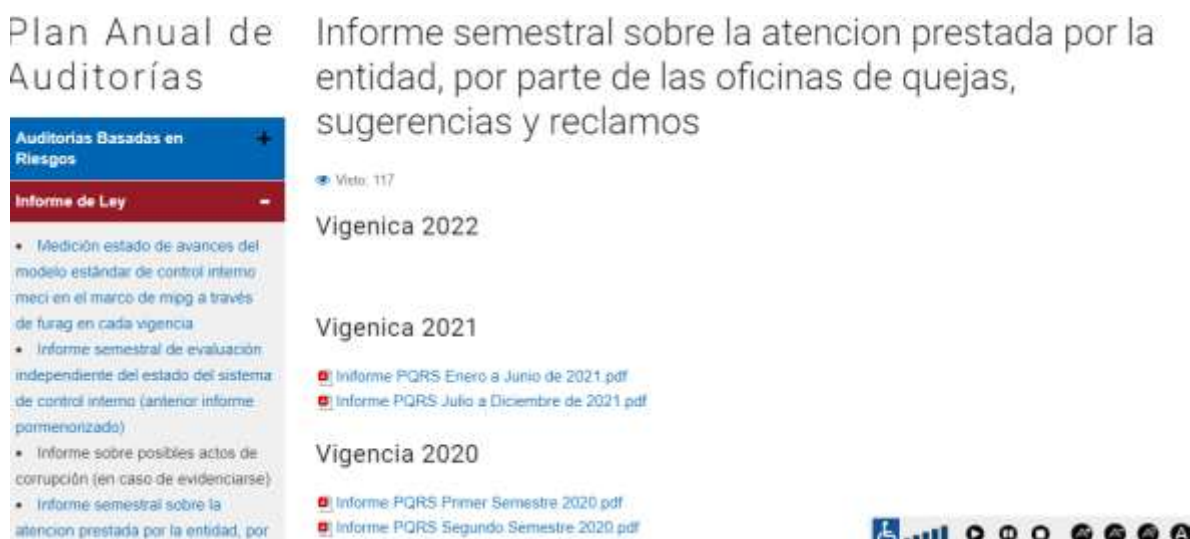 Plan Anual de
Auditorías
Auditorias Basadas en
Riesgos
Informe de Ley
Medición estado de avances del
modelo estándar de control interno
meci en el marco de mipg a través
de furag en cada vigencia
Informe semestral de evaluación
independiente del estado del sistema
de control interno (anterior informe
pormenorizado)
Informe sobre posibles actos de
corrupción (en caso de evidenciarse)
Informe semestral sobre la
atencion prestada por la entidad, por
Informe semestral sobre la atencion prestada por la
entidad, por parte de las oficinas de quejas,
sugerencias y reclamos
Visto: 117
Vigenica 2022
Vigenica 2021
Iniforme PQRS Enero a Junio de 2021.pdf
Informe PQRS Julio a Diciembre de 2021.pdf
Vigencia 2020
Informe PQRS Primer Semestre 2020.pdf
Informe PQRS Segundo Semestre 2020.pdf